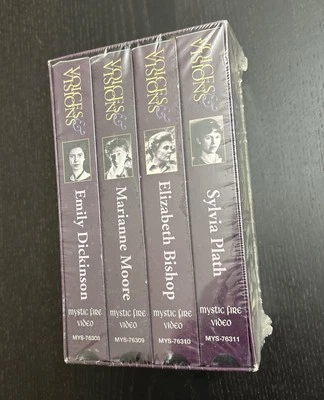 VOICES &
VISIONS
Emily Dickinson
mystic fire
video
MYS-76308
VOICES &
VISIONS
Marianne Moore
mystic fire
video
MYS-76309
VOICES &
VISIONS
Elizabeth Bishop
mystic fire
video
MYS-76310
VOICES &
VISIONS
Sylvia Plath
mystic fire
video
MYS-76311